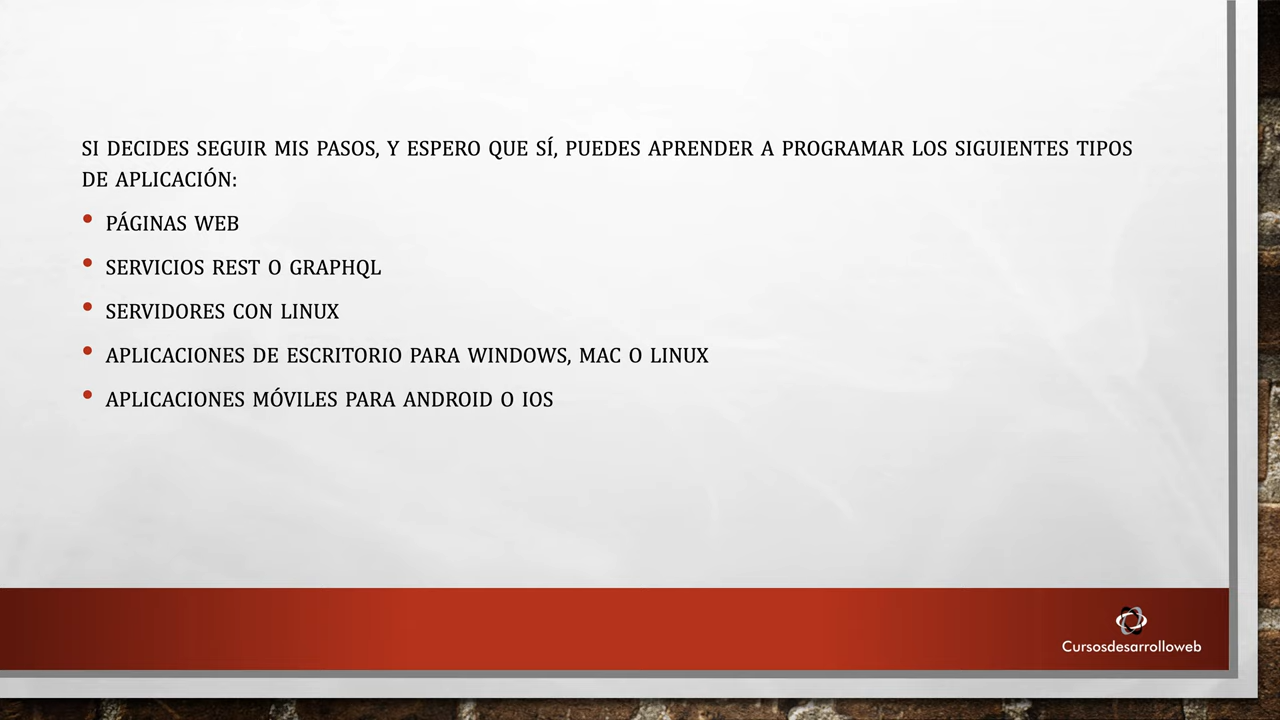 SI DECIDES SEGUIR MIS PASOS, Y ESPERO QUE SÍ, PUEDES APRENDER A PROGRAMAR LOS SIGUIENTES TIPOS
DE APLICACIÓN:
• PÁGINAS WEB
• SERVICIOS REST O GRAPHQL
• SERVIDORES CON LINUX
• APLICACIONES DE ESCRITORIO PARA WINDOWS, MAC O LINUX
• APLICACIONES MÓVILES PARA ANDROID O IOS
Cursosdesarrolloweb